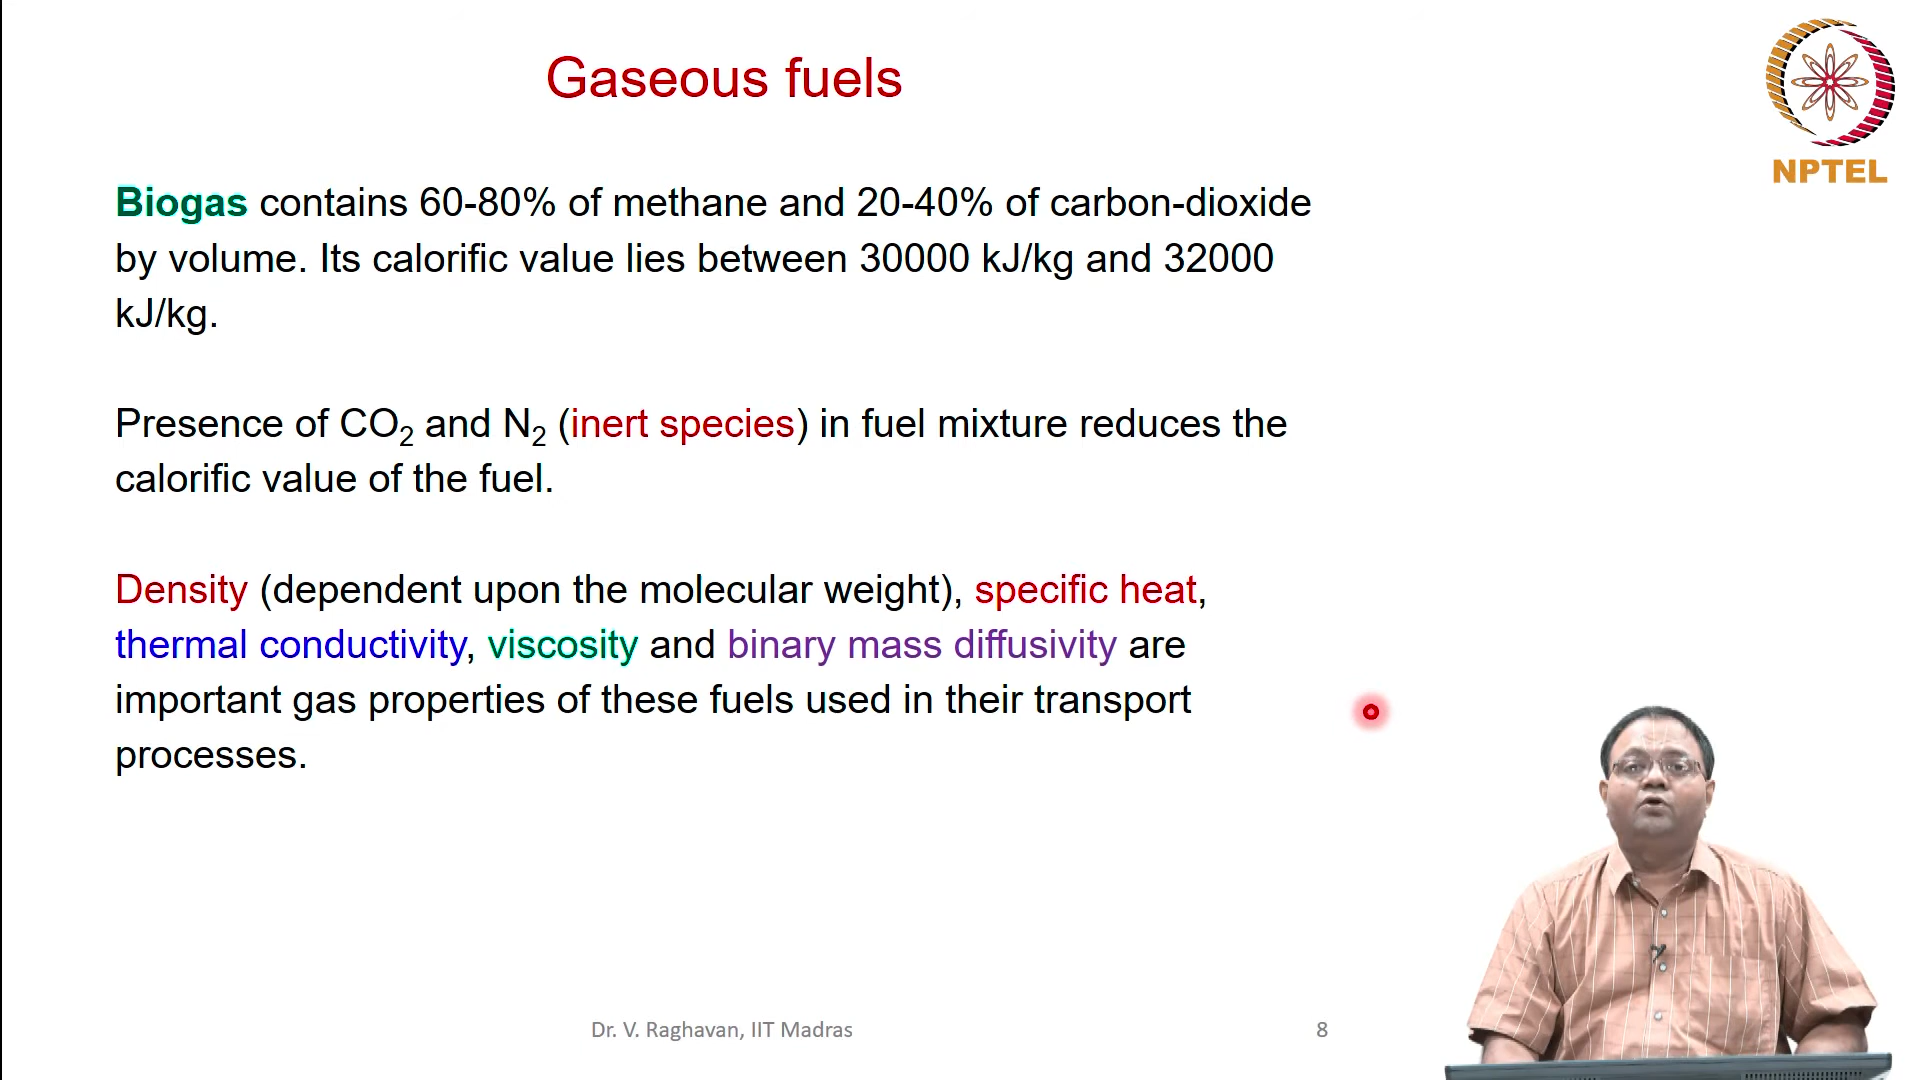 Gaseous fuels
NPTEL
Biogas contains 60-80% of methane and 20-40% of carbon-dioxide
by volume. Its calorific value lies between 30000 kJ/kg and 32000
kJ/kg.
Presence of CO₂ and N₂ (inert species) in fuel mixture reduces the
calorific value of the fuel.
Density (dependent upon the molecular weight), specific heat,
thermal conductivity, viscosity and binary mass diffusivity are
important gas properties of these fuels used in their transport
processes.
Dr. V. Raghavan, IIT Madras
8